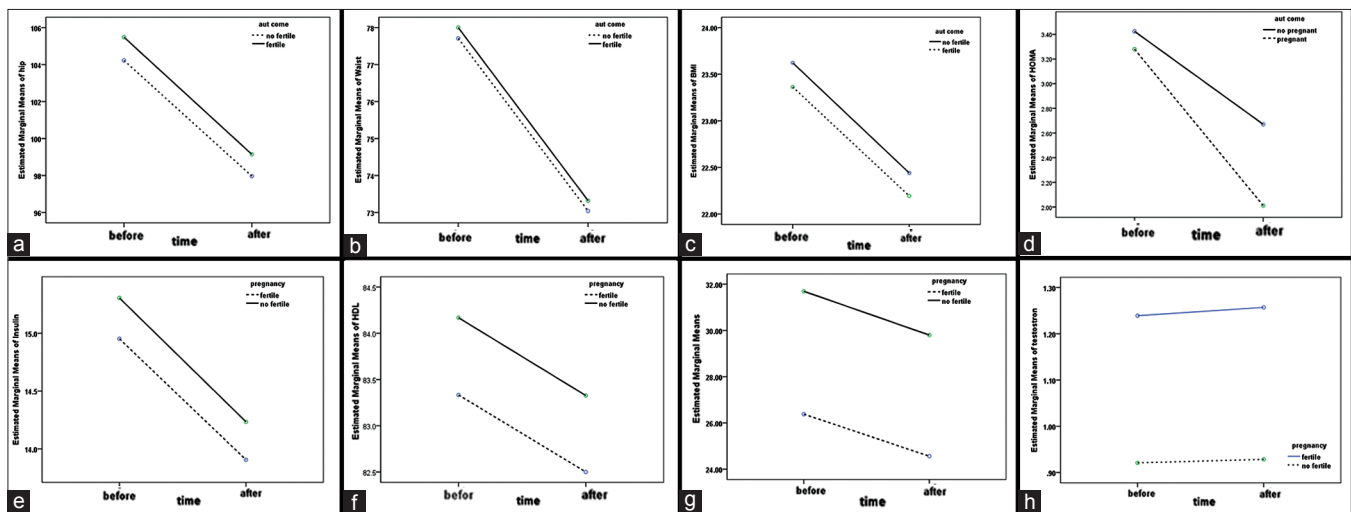 Estimated Marginal Means of hip
106
104
102
100
98
96
aut come
no fertile
fertile
before
after
time
a
Estimated Marginal Means of Waist
78
77
76
75
74
73
aut come
no fertile
fertile
before
after
time
b
Estimated Marginal Means of BMI
24.00
23.50
23.00
22.50
22.00
aut come
no fertile
fertile
before
after
time
c
Estimated Marginal Means of HOMA
3.40
3.20
3.00
2.80
2.60
2.40
2.20
2.00
aut come
no pregnant
pregnant
before
after
time
d
Estimated Marginal Means of Insulin
15.0
14.5
14.0
pregnancy
fertile
no fertile
before
after
time
e
Estimated Marginal Means of HDL
84.5
84.0
83.5
83.0
82.5
pregnancy
fertile
no fertile
befor
after
time
f
Estimated Marginal Means
32.00
30.00
28.00
26.00
24.00
pregnancy
fertile
no fertile
before
after
time
g
Estimated Marginal Means of testostron
1.30
1.20
1.10
1.00
.90
pregnancy
fertile
no fertile
before
after
time
h